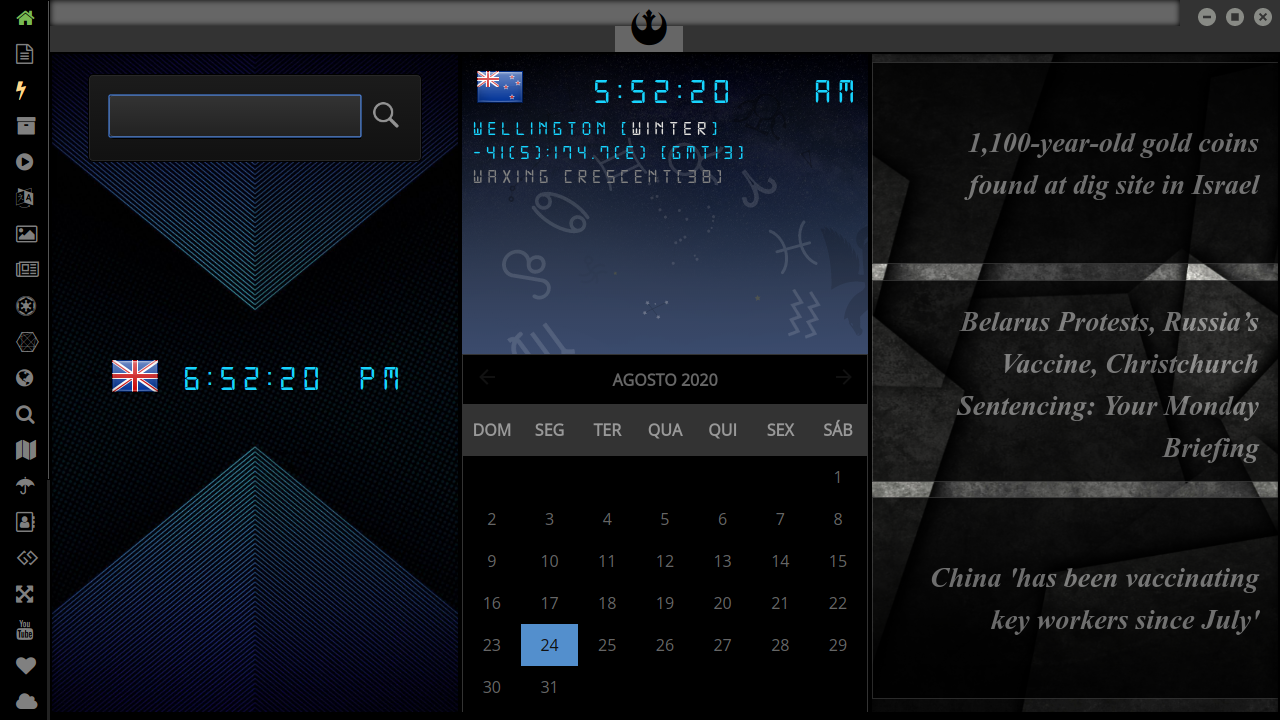 You
Tube
6:52:20 PM
5:52:20 AM
WELLINGTON [WINTER]
-41(S):174.7(E) [GMT13]
WAXING CRESCENT[38]
AGOSTO 2020
DOM SEG TER QUA QUI SEX SÁB
1
2 3 4 5 6 7 8
9 10 11 12 13 14 15
16 17 18 19 20 21 22
23 24 25 26 27 28 29
30 31
1,100-year-old gold coins
found at dig site in Israel
Belarus Protests, Russia’s
Vaccine, Christchurch
Sentencing: Your Monday
Briefing
China 'has been vaccinating
key workers since July'